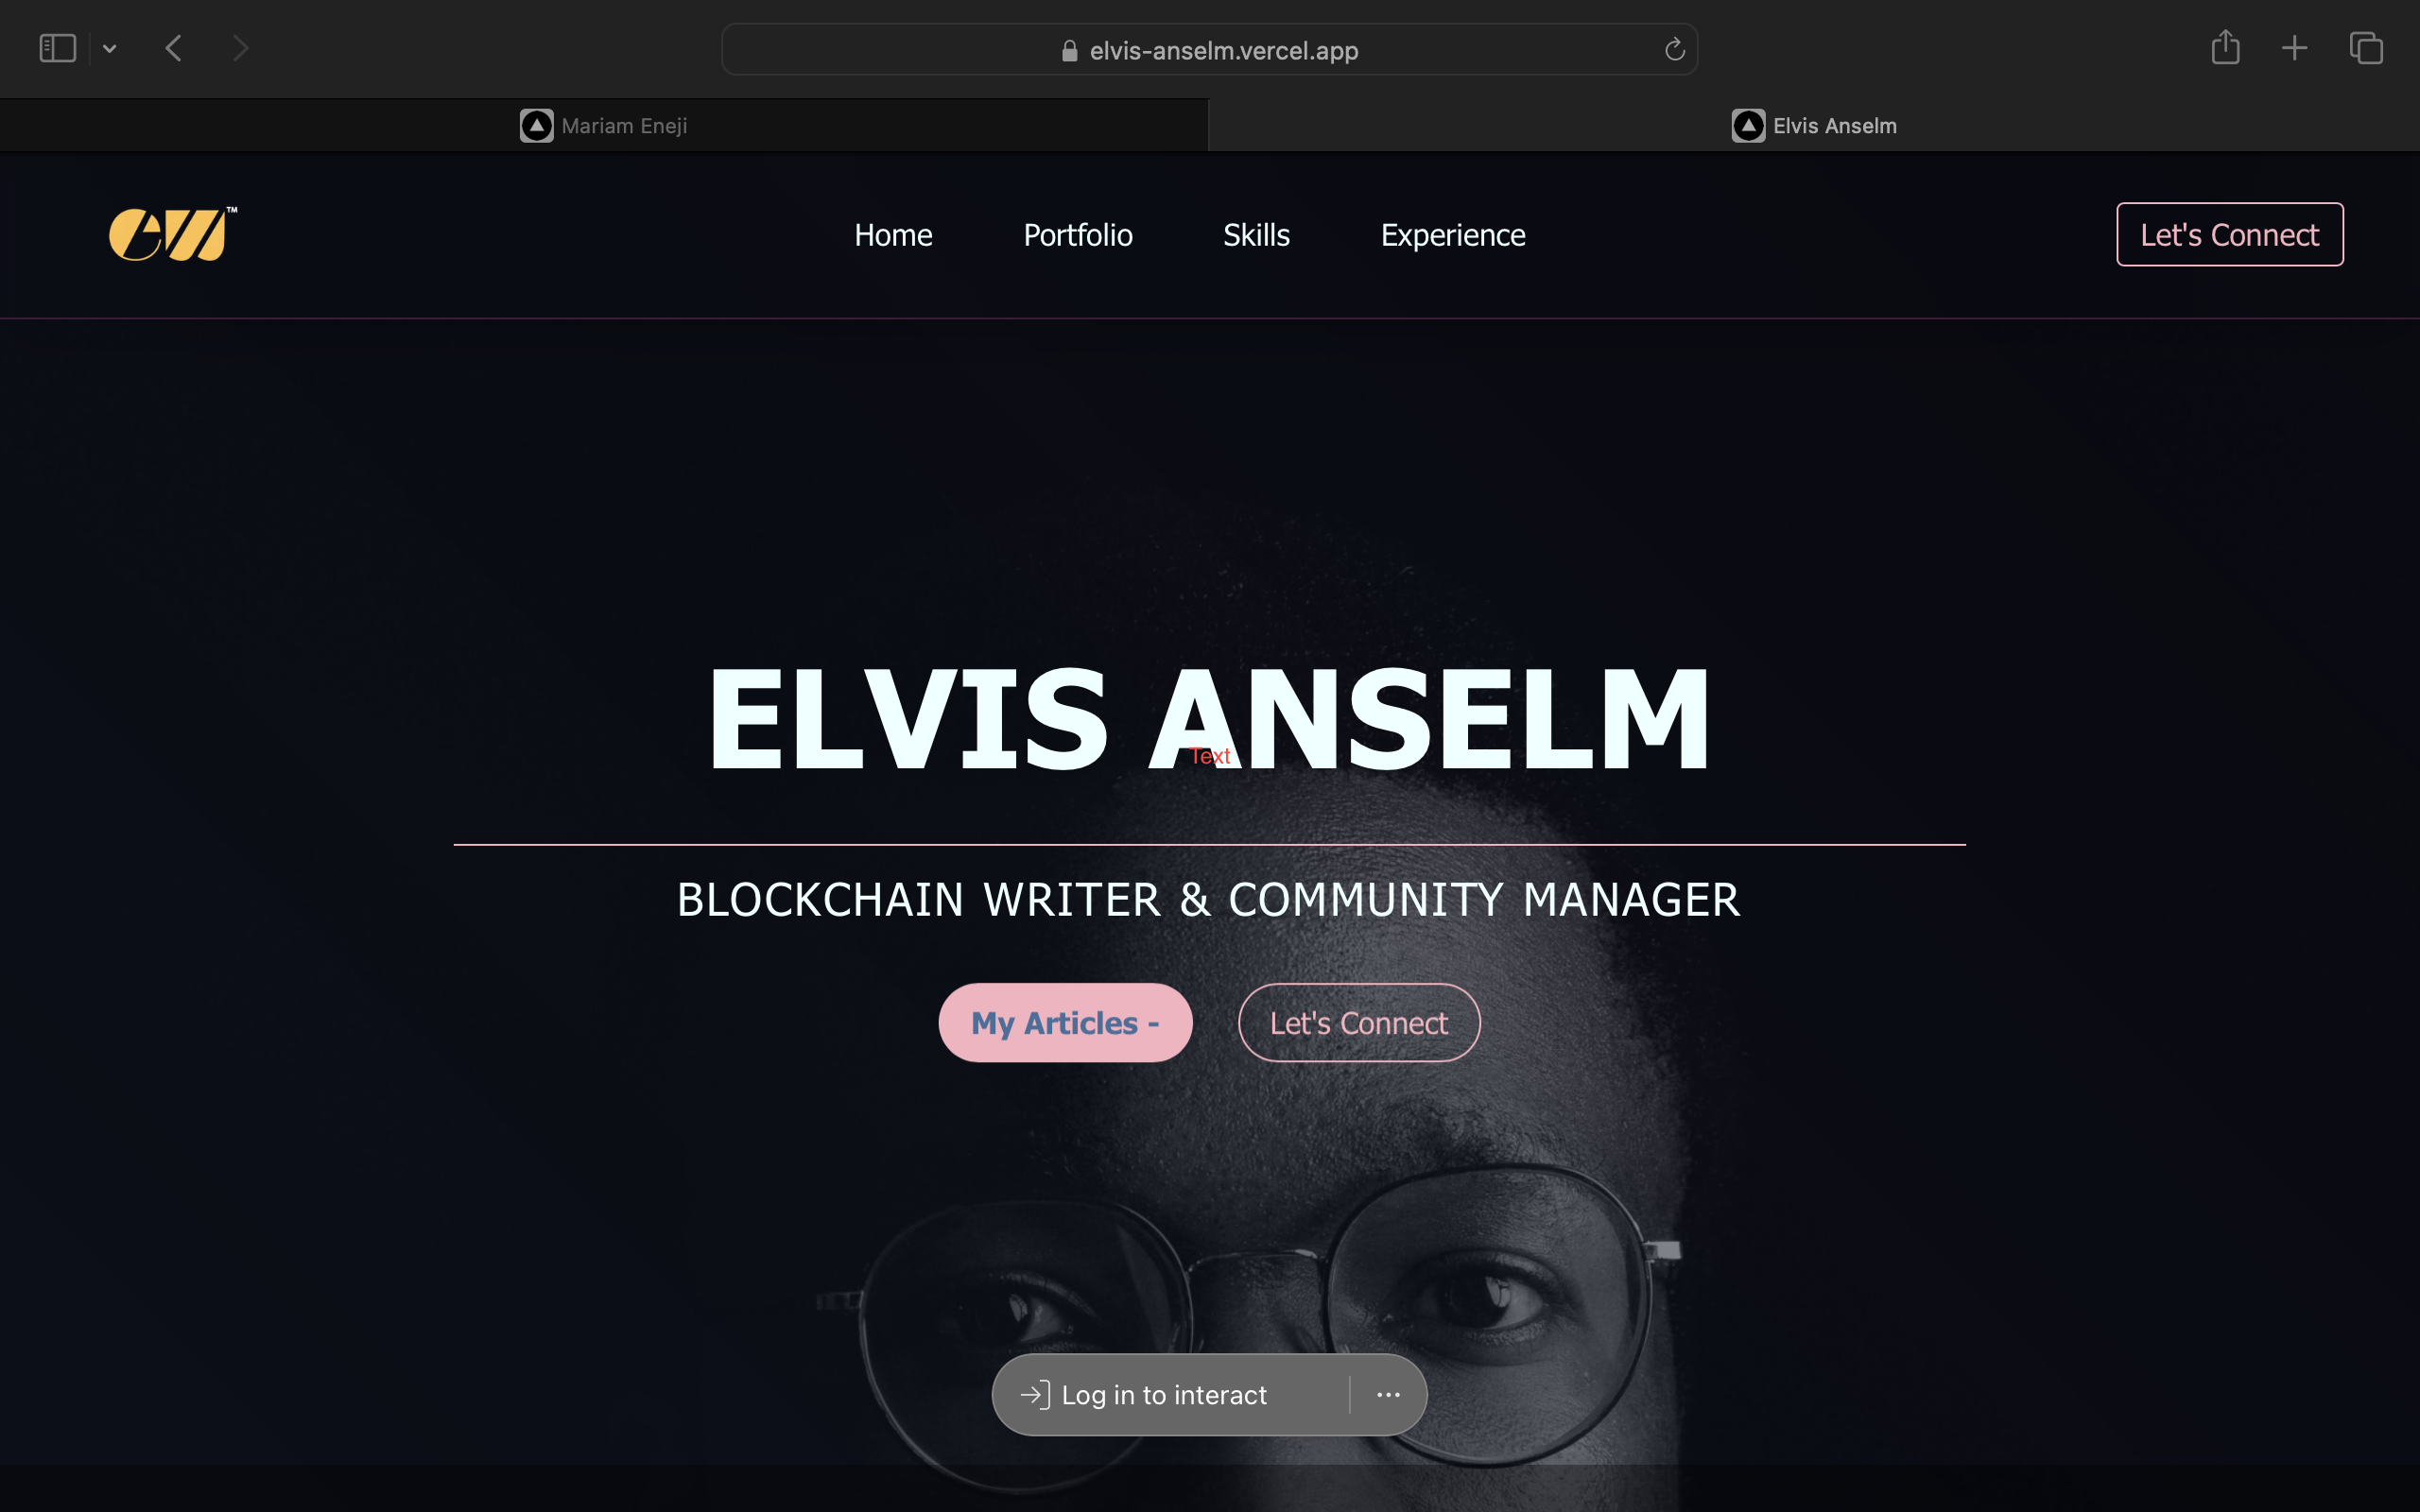 elvis-anselm.vercel.app
Mariam Eneji
Elvis Anselm
™
Home
Portfolio
Skills
Experience
Let's Connect
ELVIS ANSELM
Text
BLOCKCHAIN WRITER & COMMUNITY MANAGER
My Articles -
Let's Connect
Log in to interact